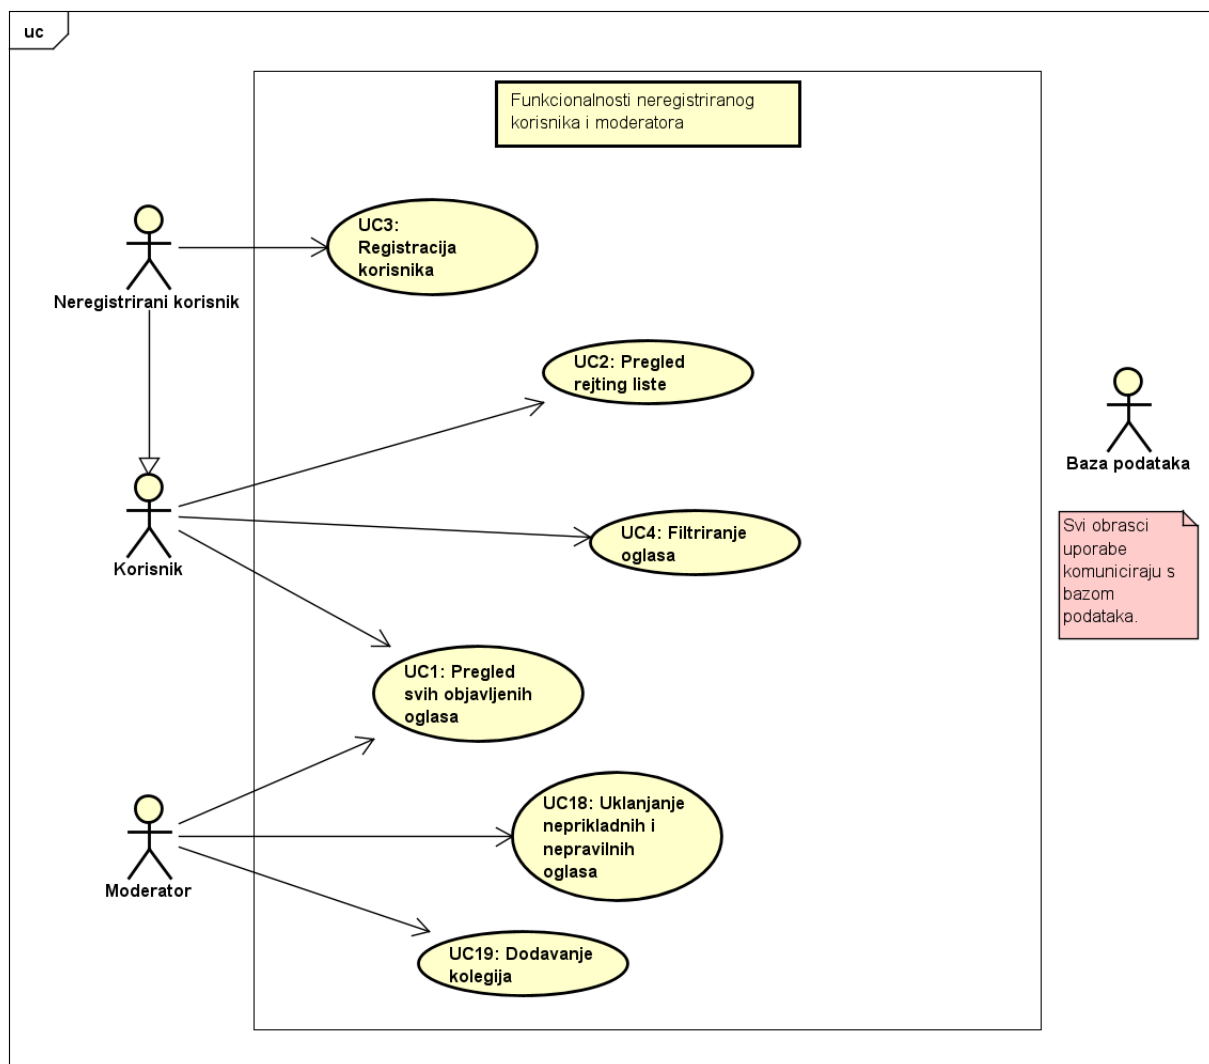 uc
Funkcionalnosti neregistriranog
korisnika i moderatora
UC3:
Registracija
korisnika
Neregistrirani korisnik
UC2: Pregled
rejting liste
Baza podataka
Korisnik
UC4: Filtriranje
oglasa
Svi obrasci
uporabe
komuniciraju s
bazom
podataka.
UC1: Pregled
svih objavljenih
oglasa
UC18: Uklanjanje
neprikladnih i
nepravilnih
oglasa
Moderator
UC19: Dodavanje
kolegija